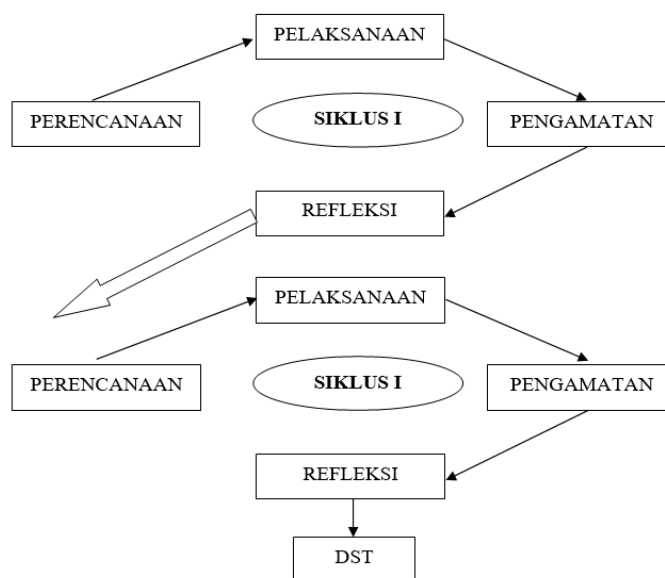 PELAKSANAAN
PERENCANAAN
SIKLUS I
PENGAMATAN
REFLEKSI
PELAKSANAAN
PERENCANAAN
SIKLUS I
PENGAMATAN
REFLEKSI
DST